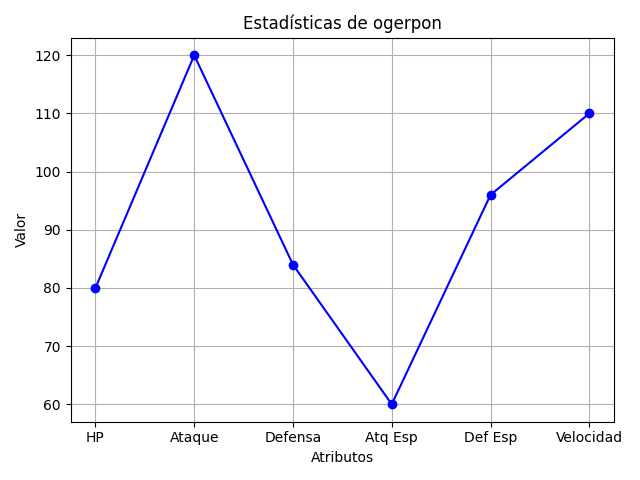 Estadísticas de ogerpon
Valor
120
110
100
90
80
70
60
HP Ataque Defensa Atq Esp Def Esp Velocidad
Atributos